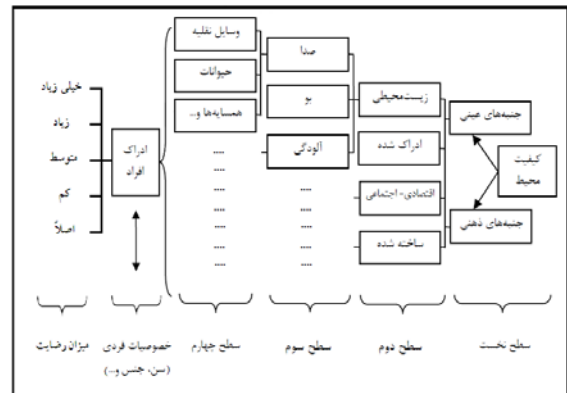 کیفیت
محیط
جنبه‌های عینی
جنبه‌های ذهنی
زیست‌محیطی
ادراک شده
اقتصادی- اجتماعی
ساخته شده
صدا
بو
آلودگی
....
....
....
....
....
وسایل نقلیه
حیوانات
همسایه‌ها و...
....
....
....
....
....
....
ادراک
افراد
خیلی زیاد
زیاد
متوسط
کم
اصلاً
سطح نخست
سطح دوم
سطح سوم
سطح چهارم
خصوصیات فردی
(سن، جنس و...)
میزان رضایت